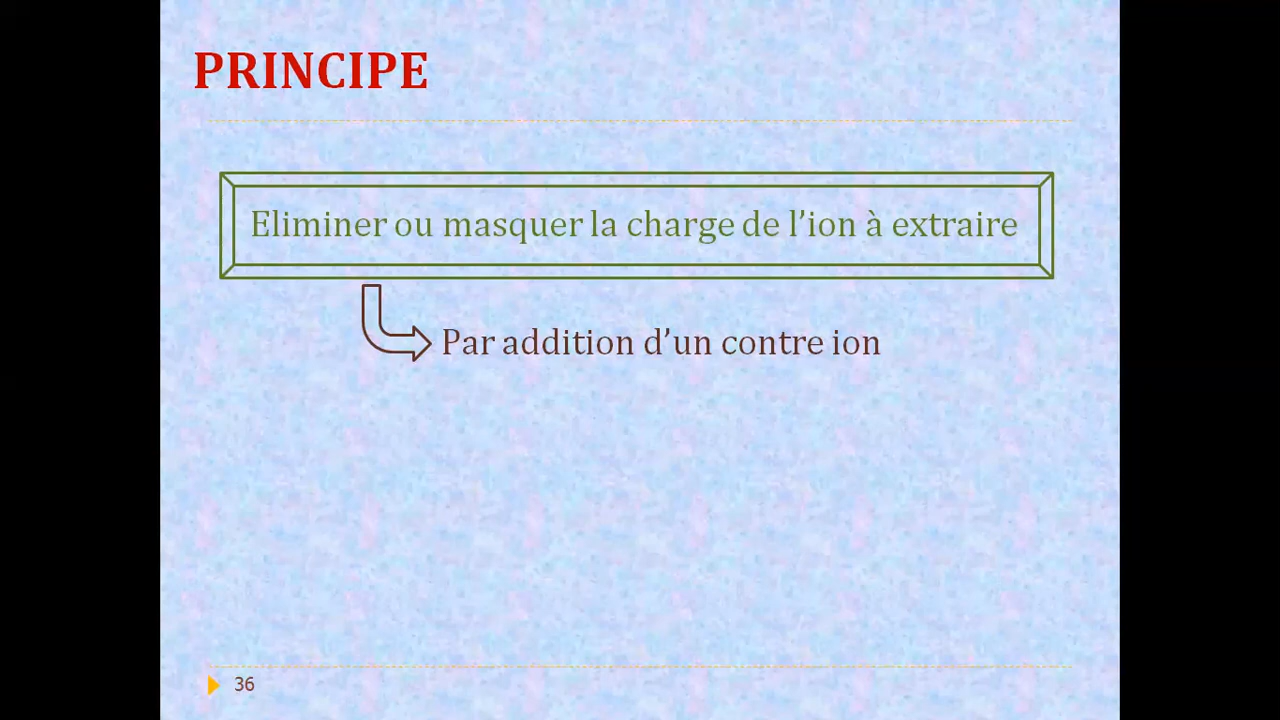 PRINCIPE
Eliminer ou masquer la charge de l’ion à extraire
Par addition d’un contre ion
36